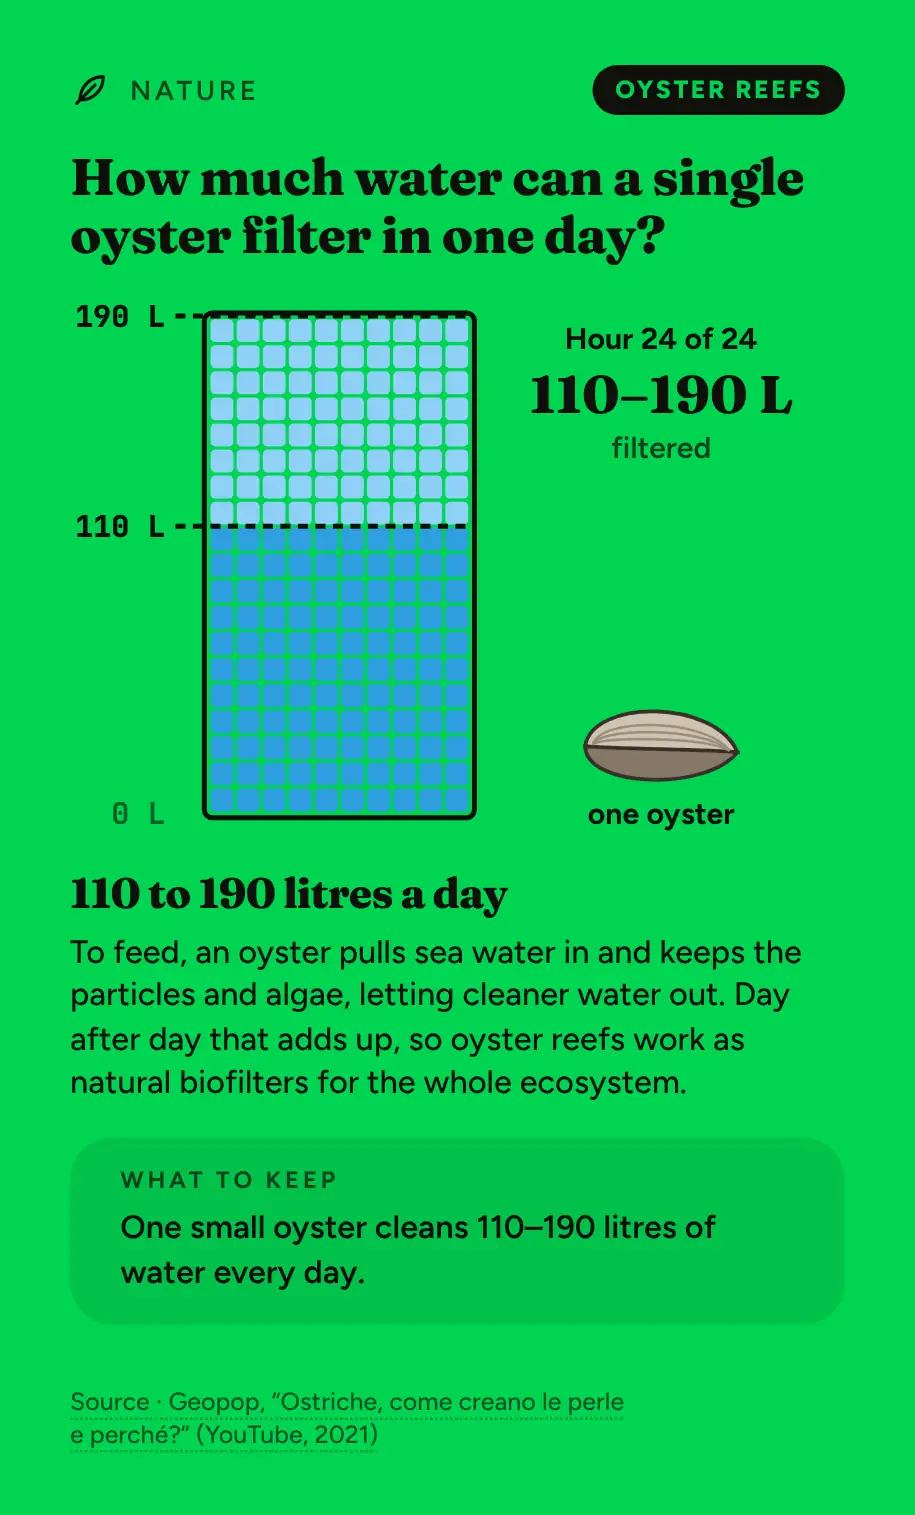 NATURE
OYSTER REEFS
How much water can a single
oyster filter in one day?
190 L
Hour 24 of 24
110–190 L
filtered
110 L
0 L
one oyster
110 to 190 litres a day
To feed, an oyster pulls sea water in and keeps the
particles and algae, letting cleaner water out. Day
after day that adds up, so oyster reefs work as
natural biofilters for the whole ecosystem.
WHAT TO KEEP
One small oyster cleans 110–190 litres of
water every day.
Source · Geopop, “Ostriche, come creano le perle
e perché?” (YouTube, 2021)